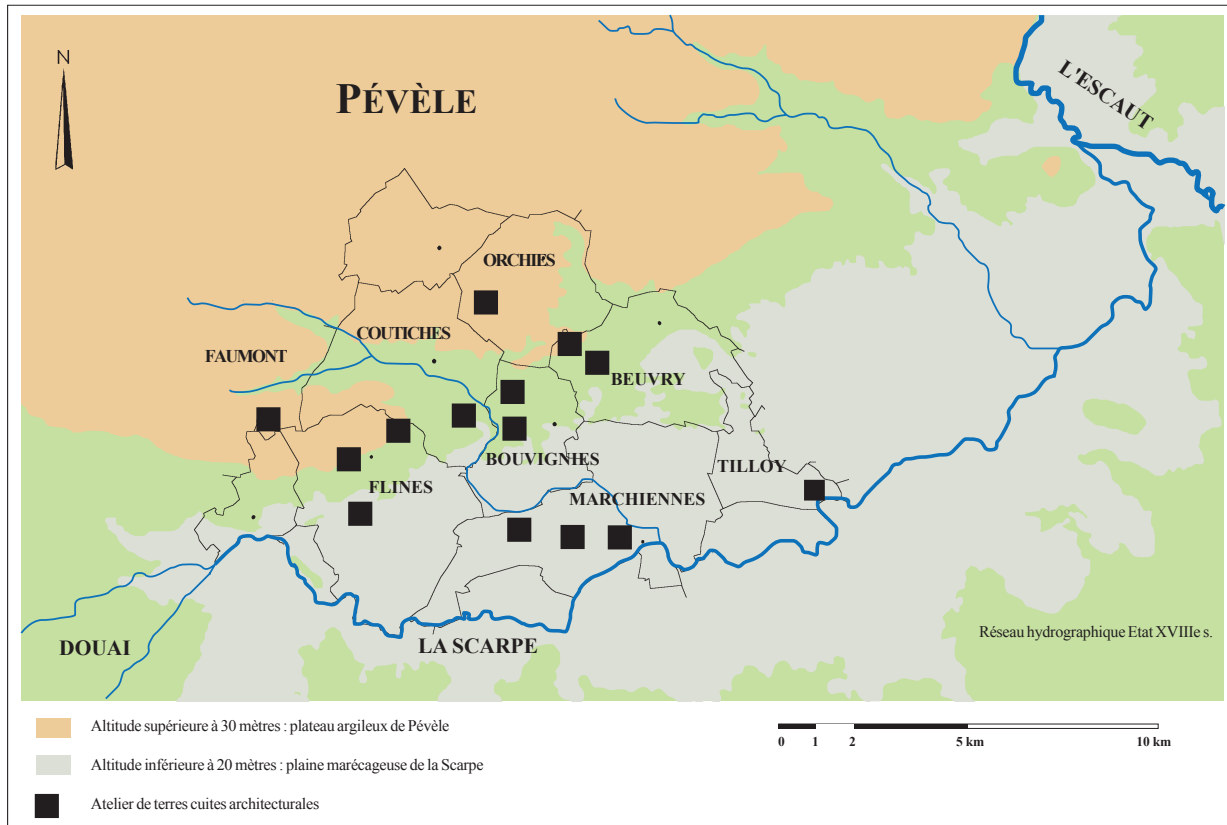 N
PÉVÈLE
L'ESCAUT
ORCHIES
COUTICHES
FAUMONT
BEUVRY
BOUVIGNIES
TILLOY
FLINES
MARCHIENNES
Réseau hydrographique Etat XVIIIe s.
DOUAI
LA SCARPE
Altitude supérieure à 30 mètres : plateau argileux de Pévèle
0 1 2 5 km 10 km
Altitude inférieure à 20 mètres : plaine marécageuse de la Scarpe
Atelier de terres cuites architecturales